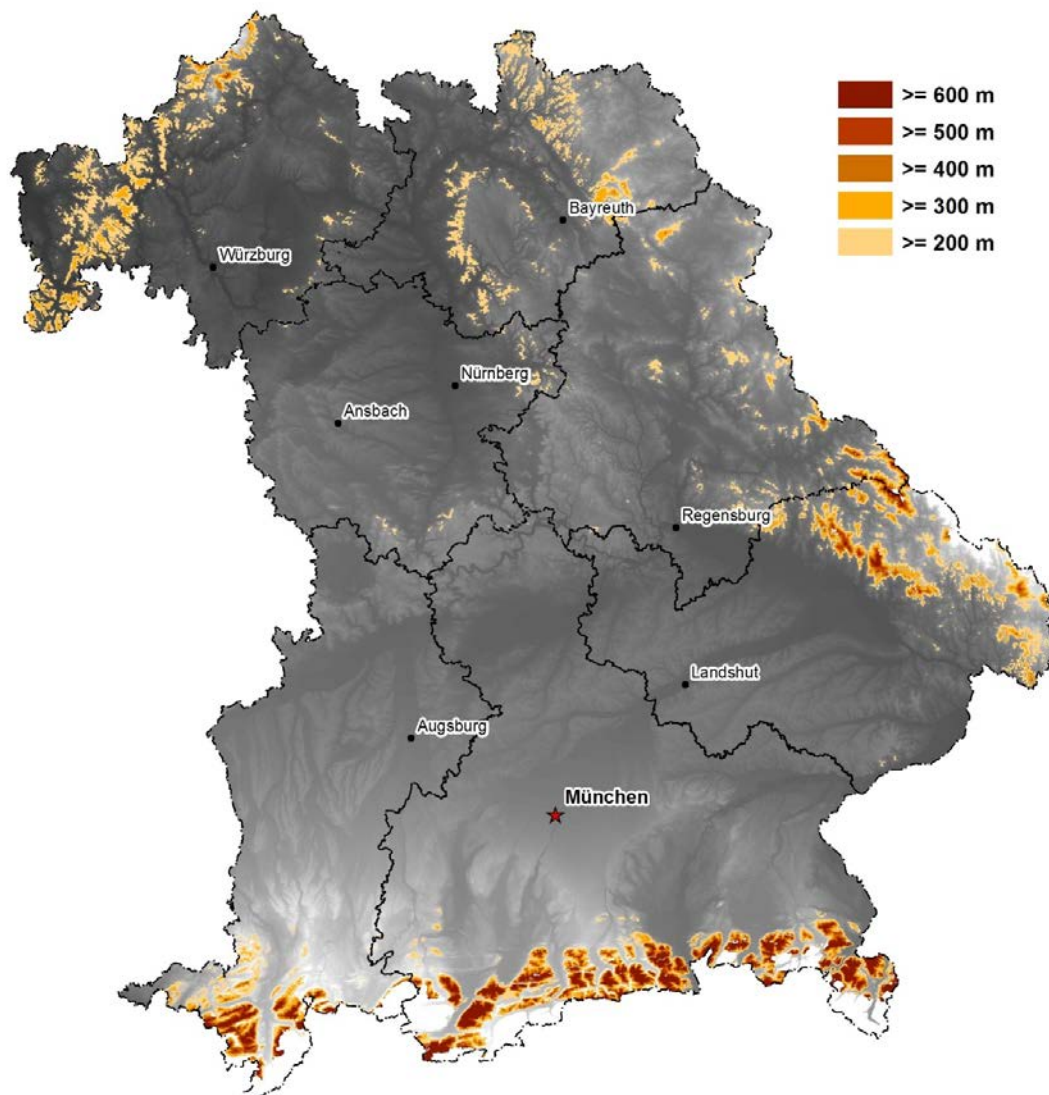 >= 600 m
>= 500 m
>= 400 m
>= 300 m
>= 200 m
Bayreuth
Würzburg
Nürnberg
Ansbach
Regensburg
Landshut
Augsburg
München